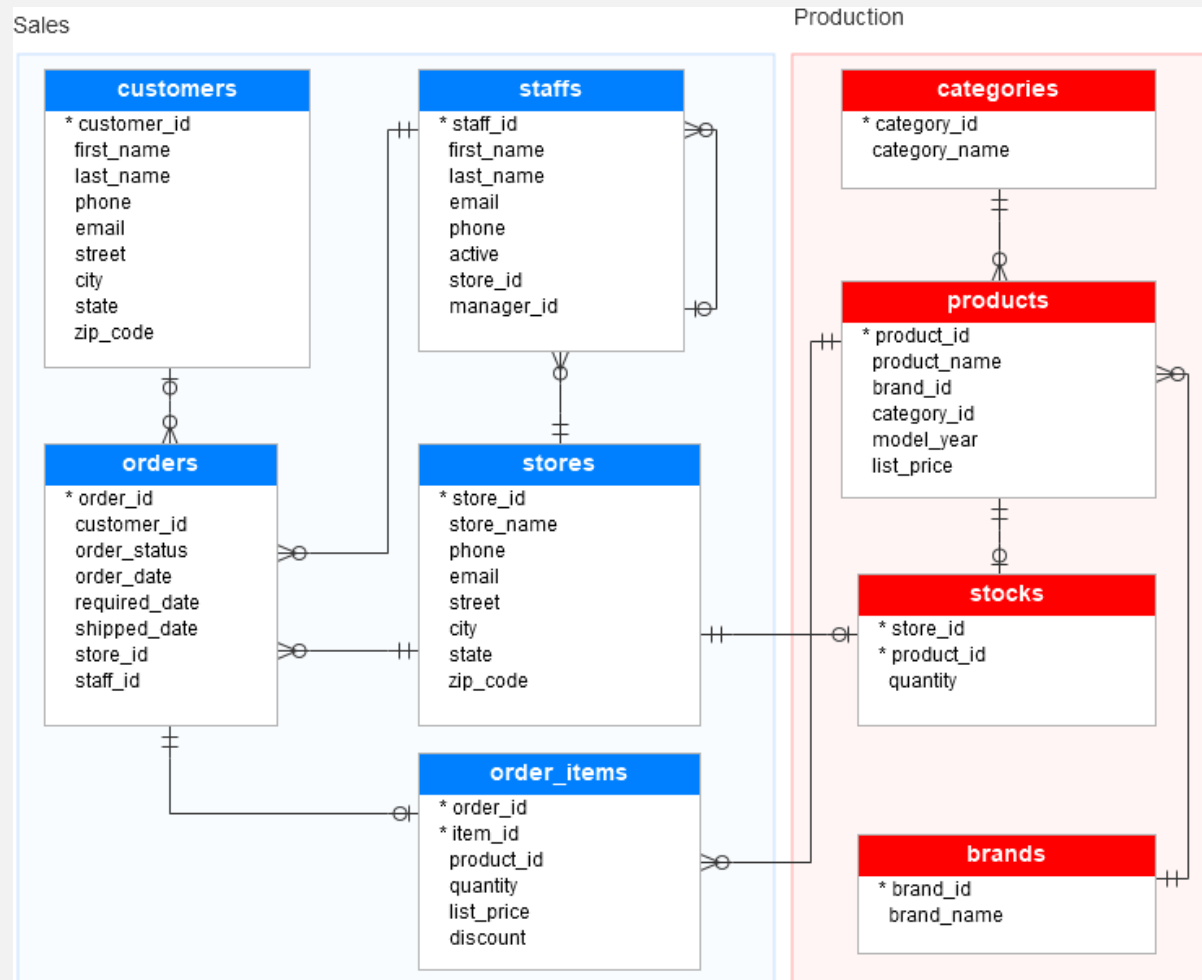 Sales
customers
* customer_id
first_name
last_name
phone
email
street
city
state
zip_code
staffs
* staff_id
first_name
last_name
email
phone
active
store_id
manager_id
orders
* order_id
customer_id
order_status
order_date
required_date
shipped_date
store_id
staff_id
stores
* store_id
store_name
phone
email
street
city
state
zip_code
order_items
* order_id
* item_id
product_id
quantity
list_price
discount
Production
categories
* category_id
category_name
products
* product_id
product_name
brand_id
category_id
model_year
list_price
stocks
* store_id
* product_id
quantity
brands
* brand_id
brand_name